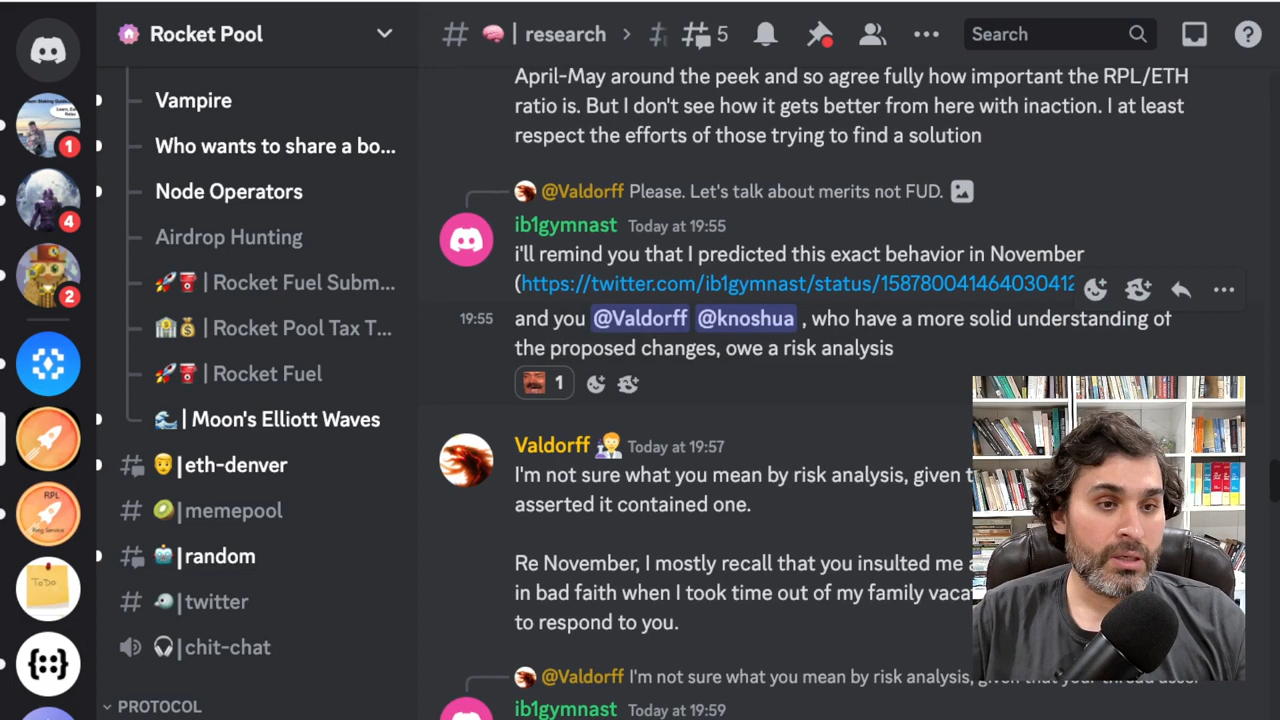 Rocket Pool
Vampire
Who wants to share a bo...
Node Operators
Airdrop Hunting
| Rocket Fuel Subm...
| Rocket Pool Tax T...
| Rocket Fuel
| Moon's Elliott Waves
|eth-denver
|memepool
|random
|twitter
|chit-chat
PROTOCOL
1
4
2
RPL
ToDo
{:}
# | research > 5
Search
April-May around the peek and so agree fully how important the RPL/ETH
ratio is. But I don't see how it gets better from here with inaction. I at least
respect the efforts of those trying to find a solution
@Valdorff Please. Let's talk about merits not FUD.
ib1gymnast Today at 19:55
i'll remind you that I predicted this exact behavior in November
(https://twitter.com/ib1gymnast/status/158780041464030412
19:55 and you @Valdorff @knoshua , who have a more solid understanding of
the proposed changes, owe a risk analysis
1
Valdorff Today at 19:57
I'm not sure what you mean by risk analysis, given t
asserted it contained one.
Re November, I mostly recall that you insulted me
in bad faith when I took time out of my family vaca
to respond to you.
@Valdorff I'm not sure what you mean by risk analysis,
ib1gymnast Today at 19:59